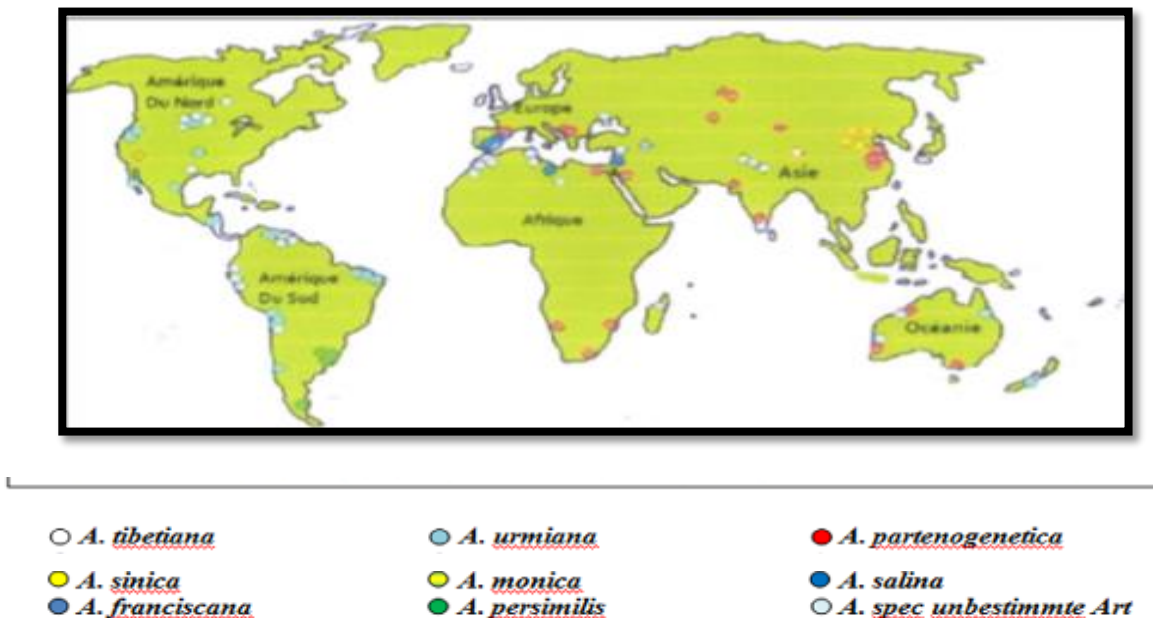 Amérique
Du Nord
Europe
Asie
Afrique
Amérique
Du Sud
Océanie
A. tibetiana
A. urmiana
A. partenogenetica
A. sinica
A. monica
A. salina
A. franciscana
A. persimilis
A. spec unbestimmte Art